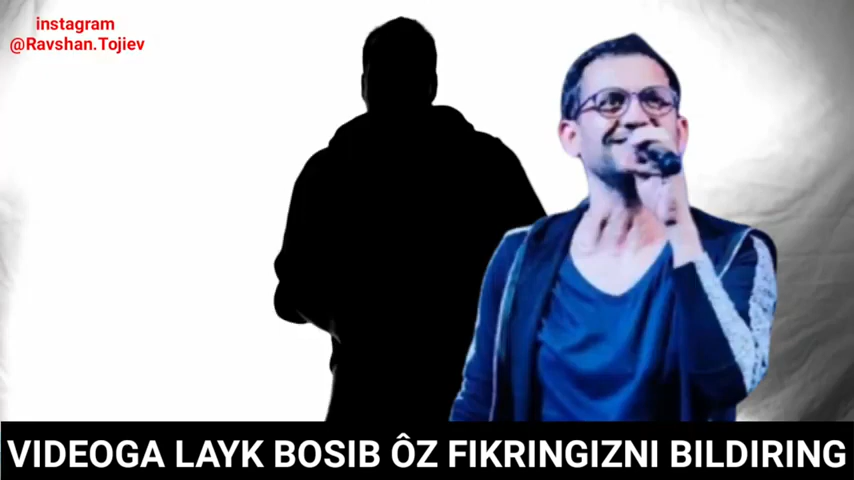 instagram
@Ravshan.Tojiev
VIDEOGA LAYK BOSIB ÔZ FIKRINGIZNI BILDIRING